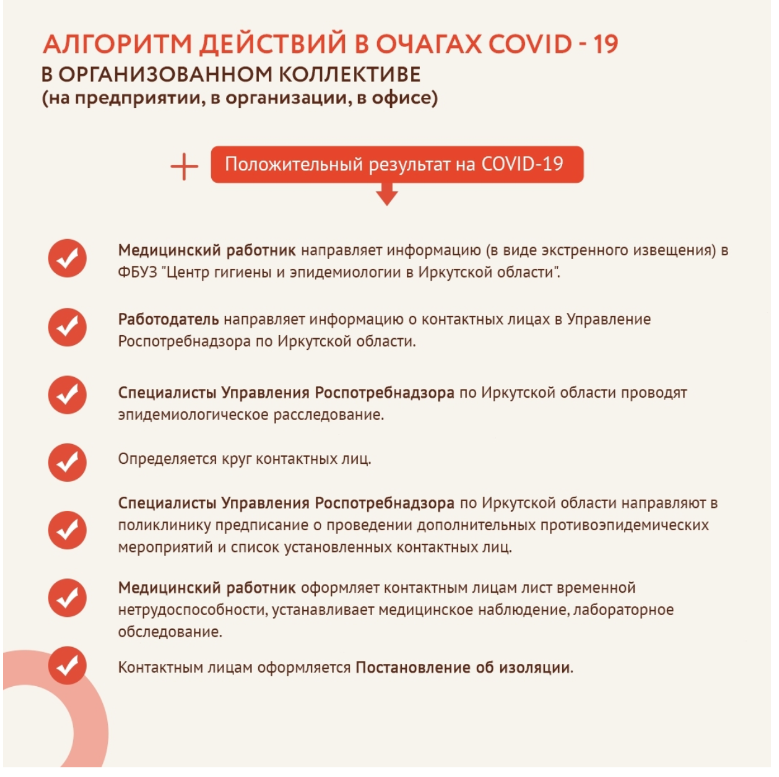 АЛГОРИТМ ДЕЙСТВИЙ В ОЧАГАХ COVID - 19
В ОРГАНИЗОВАННОМ КОЛЛЕКТИВЕ
(на предприятии, в организации, в офисе)
Положительный результат на COVID-19
Медицинский работник направляет информацию (в виде экстренного извещения) в
ФБУЗ "Центр гигиены и эпидемиологии в Иркутской области".
Работодатель направляет информацию о контактных лицах в Управление
Роспотребнадзора по Иркутской области.
Специалисты Управления Роспотребнадзора по Иркутской области проводят
эпидемиологическое расследование.
Определяется круг контактных лиц.
Специалисты Управления Роспотребнадзора по Иркутской области направляют в
поликлинику предписание о проведении дополнительных противоэпидемических
мероприятий и список установленных контактных лиц.
Медицинский работник оформляет контактным лицам лист временной
нетрудоспособности, устанавливает медицинское наблюдение, лабораторное
обследование.
Контактным лицам оформляется Постановление об изоляции.